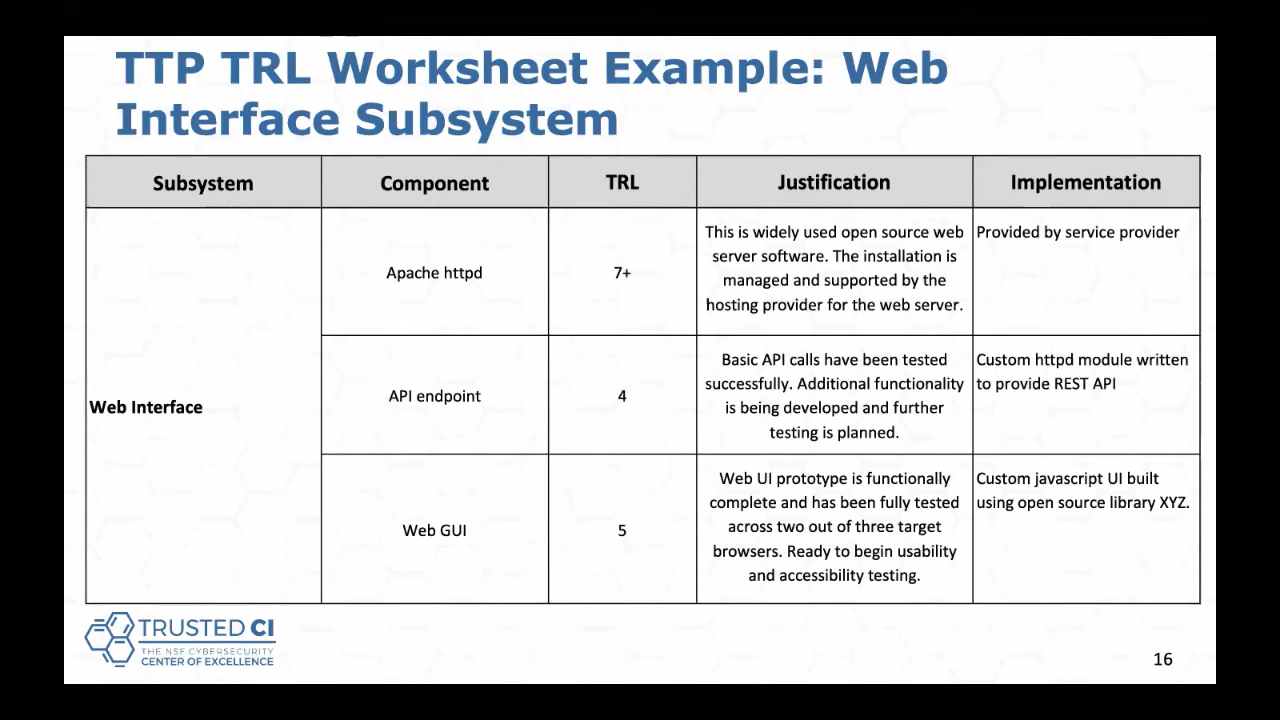 TTP TRL Worksheet Example: Web
Interface Subsystem
Subsystem
Component
TRL
Justification
Implementation
Web Interface
Apache httpd
7+
This is widely used open source web
server software. The installation is
managed and supported by the
hosting provider for the web server.
Provided by service provider
API endpoint
4
Basic API calls have been tested
successfully. Additional functionality
is being developed and further
testing is planned.
Custom httpd module written
to provide REST API
Web GUI
5
Web UI prototype is functionally
complete and has been fully tested
across two out of three target
browsers. Ready to begin usability
and accessibility testing.
Custom javascript UI built
using open source library XYZ.
TRUSTED CI
THE NSF CYBERSECURITY
CENTER OF EXCELLENCE
16